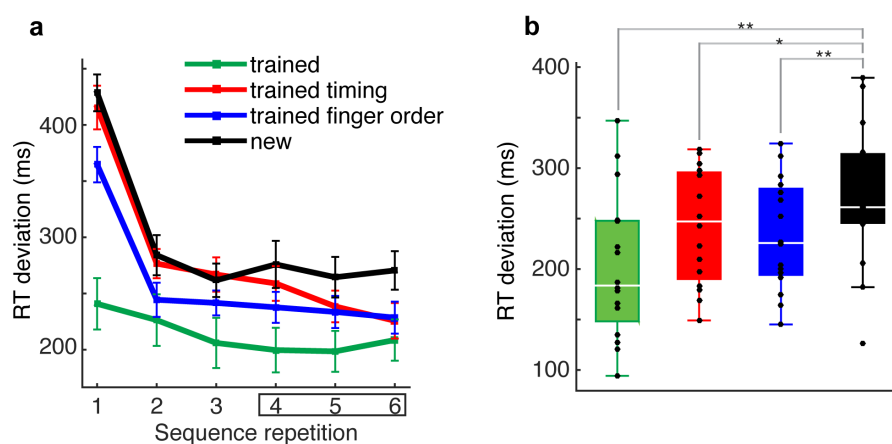 a
trained
trained timing
trained finger order
new
RT deviation (ms)
400
300
200
1 2 3 4 5 6
Sequence repetition
b
**
*
**
RT deviation (ms)
400
300
200
100